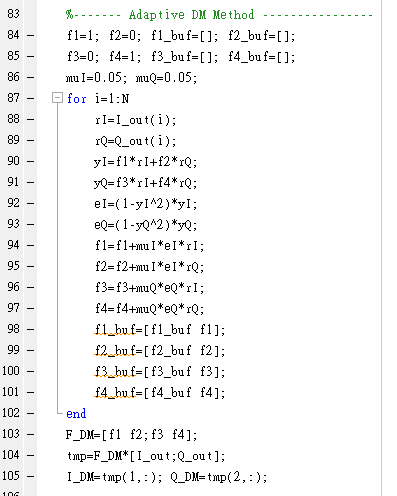 83 %------- Adaptive DM Method -----------------
84 — f1=1; f2=0; f1_buf=[]; f2_buf=[];
85 — f3=0; f4=1; f3_buf=[]; f4_buf=[];
86 — muI=0.05; muQ=0.05;
87 — for i=1:N
88 — rI=I_out(i);
89 — rQ=Q_out(i);
90 — yI=f1*rI+f2*rQ;
91 — yQ=f3*rI+f4*rQ;
92 — eI=(1-yI^2)*yI;
93 — eQ=(1-yQ^2)*yQ;
94 — f1=f1+muI*eI*rI;
95 — f2=f2+muI*eI*rQ;
96 — f3=f3+muQ*eQ*rI;
97 — f4=f4+muQ*eQ*rQ;
98 — f1_buf=[f1_buf f1];
99 — f2_buf=[f2_buf f2];
100 — f3_buf=[f3_buf f3];
101 — f4_buf=[f4_buf f4];
102 — end
103 — F_DM=[f1 f2;f3 f4];
104 — tmp=F_DM*[I_out;Q_out];
105 — I_DM=tmp(1,:); Q_DM=tmp(2,:);